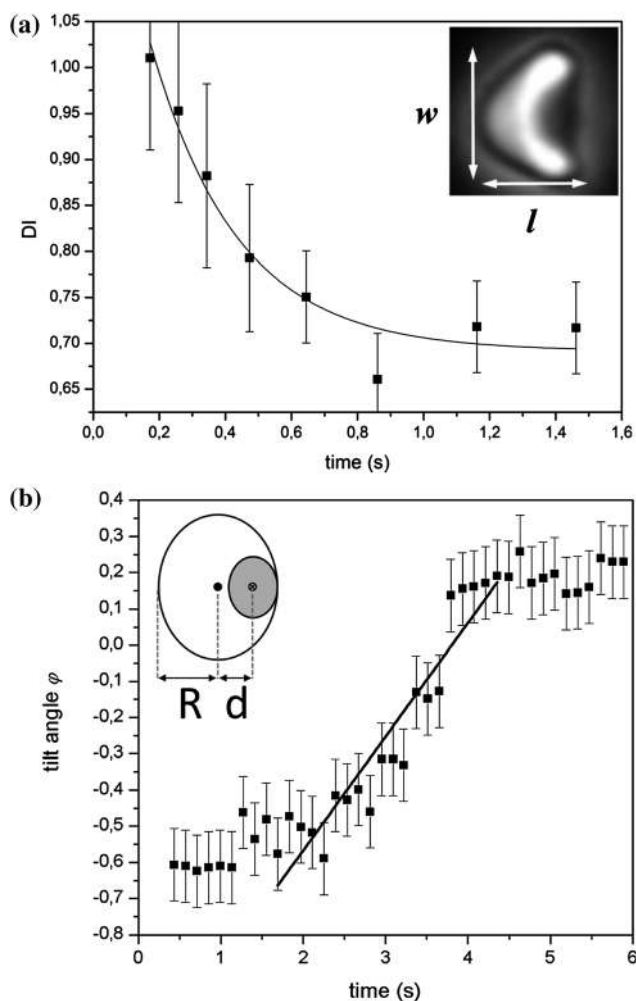 (a)
1,05
1,00
0,95
0,90
0,85
0,80
0,75
0,70
0,65
DI
w
l
0,0 0,2 0,4 0,6 0,8 1,0 1,2 1,4 1,6
time (s)
(b)
0,4
0,3
0,2
0,1
0,0
-0,1
-0,2
-0,3
-0,4
-0,5
-0,6
-0,7
-0,8
tilt angle φ
R d
0 1 2 3 4 5 6
time (s)